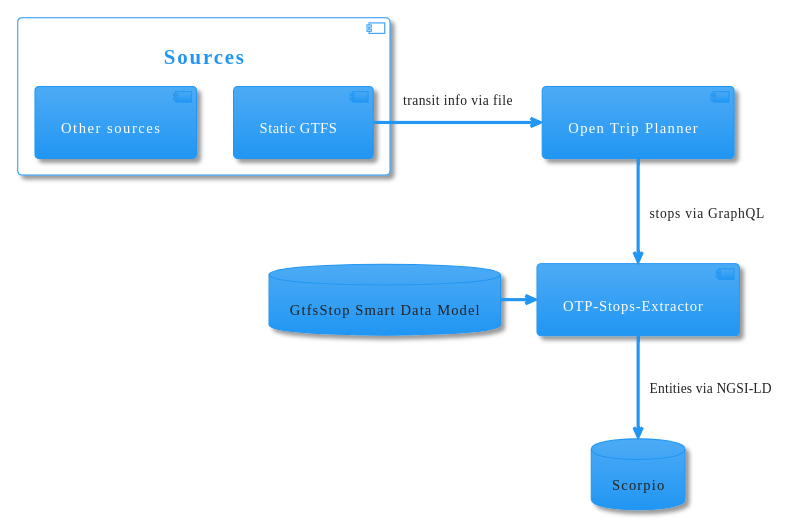 Sources
Other sources
Static GTFS
transit info via file
Open Trip Planner
stops via GraphQL
GtfsStop Smart Data Model
OTP-Stops-Extractor
Entities via NGSI-LD
Scorpio